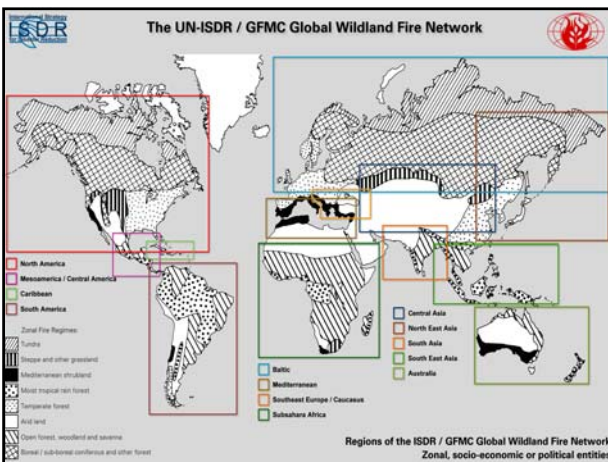 International Strategy
ISDR
for Disaster Reduction
The UN-ISDR / GFMC Global Wildland Fire Network
North America
Mesoamerica / Central America
Caribbean
South America
Zonal Fire Regimes:
Tundra
Steppe and other grassland
Mediterranean shrubland
Moist tropical rain forest
Temperate forest
Arid land
Open forest, woodland and savanna
Boreal / sub-boreal coniferous and other forest
Baltic
Mediterranean
Southeast Europe / Caucasus
Subsahara Africa
Central Asia
North East Asia
South Asia
South East Asia
Australia
Regions of the ISDR / GFMC Global Wildland Fire Network
Zonal, socio-economic or political entities